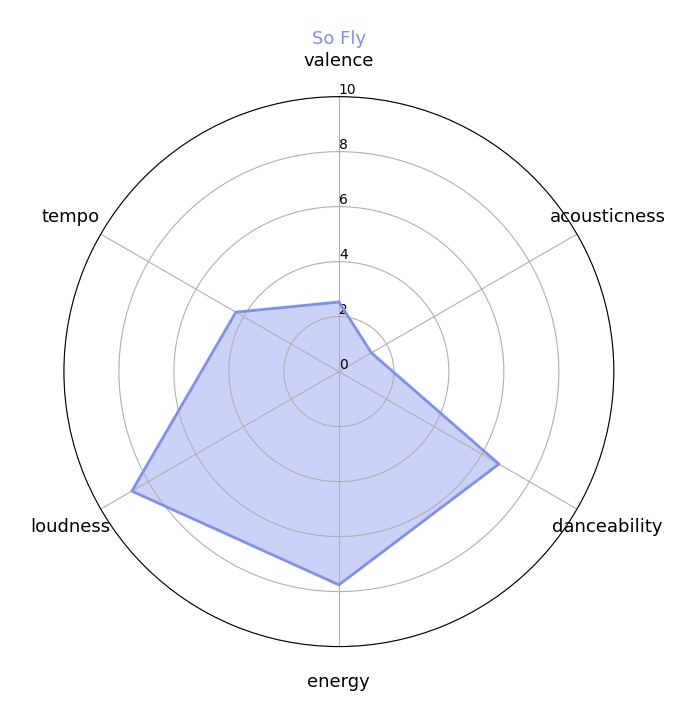 So Fly
valence
10
8
6
4
2
0
tempo
acousticness
loudness
danceability
energy